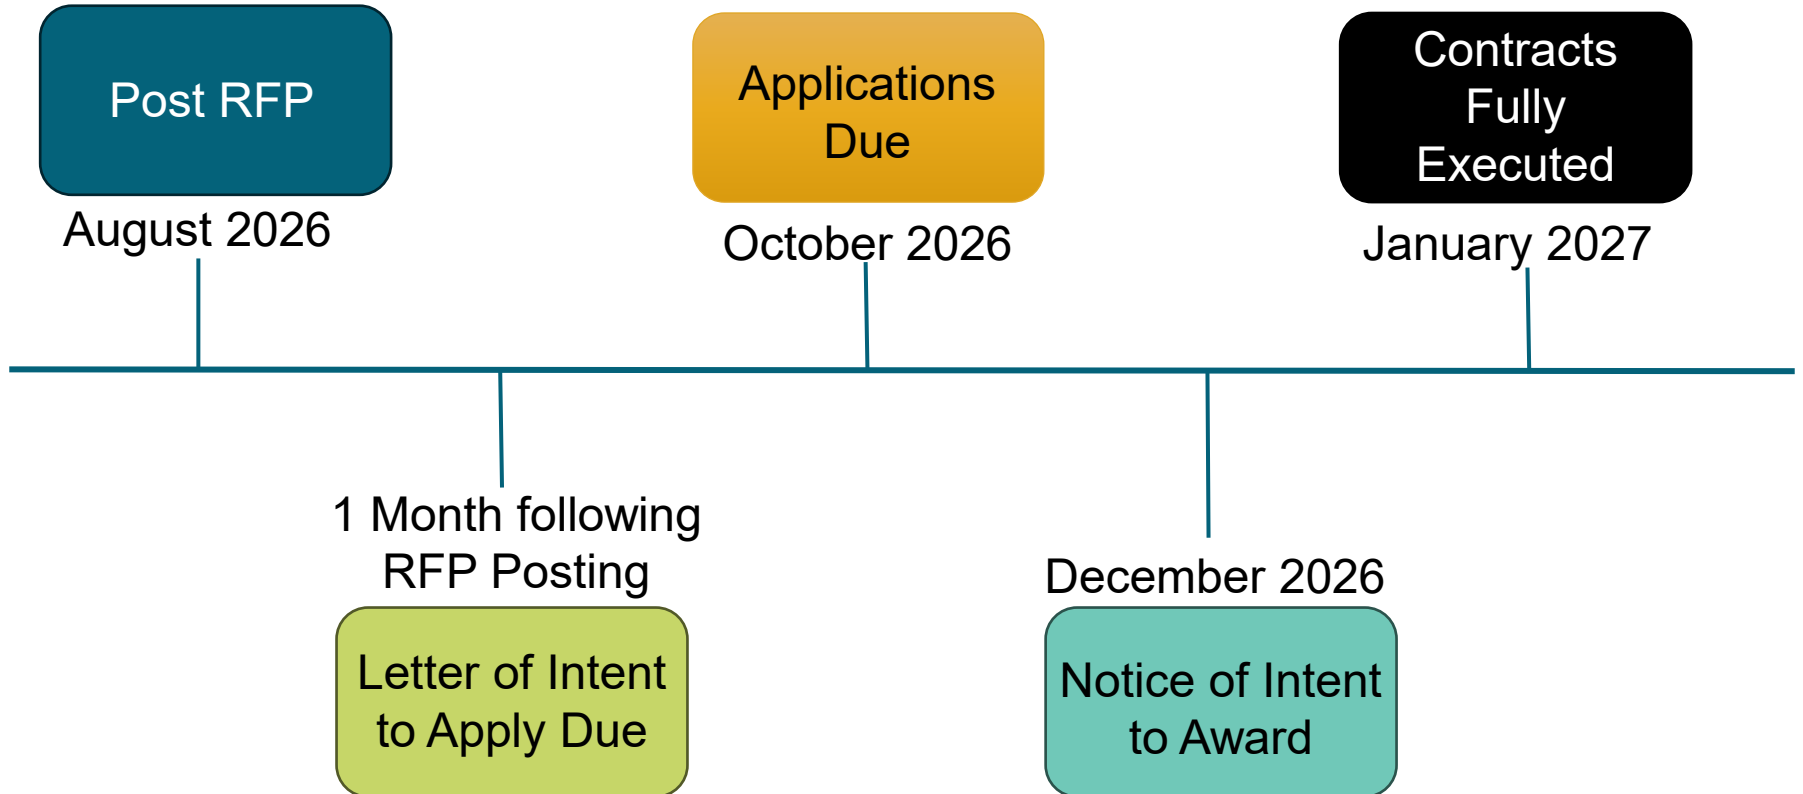 Post RFP
August 2026
1 Month following
RFP Posting
Letter of Intent
to Apply Due
Applications
Due
October 2026
December 2026
Notice of Intent
to Award
Contracts
Fully
Executed
January 2027